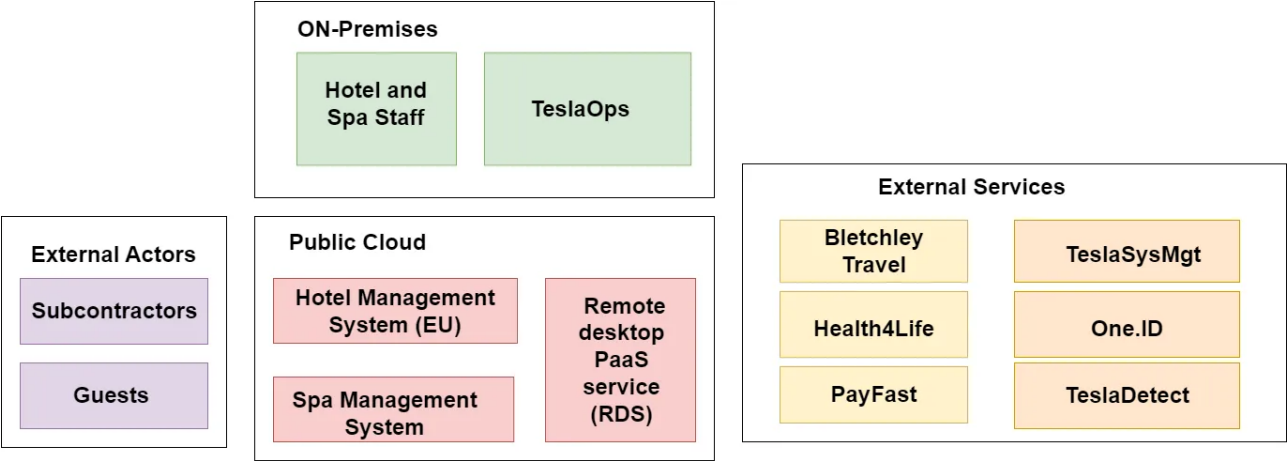 ON-Premises
Hotel and
Spa Staff
TeslaOps
External Actors
Subcontractors
Guests
Public Cloud
Hotel Management
System (EU)
Spa Management
System
Remote
desktop
PaaS
service
(RDS)
External Services
Bletchley
Travel
TeslaSysMgt
Health4Life
One.ID
PayFast
TeslaDetect